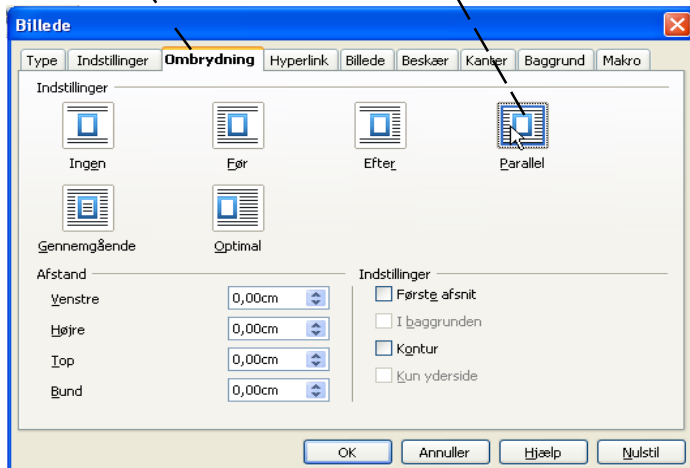 Billede
Type Indstillinger Ombrydning Hyperlink Billede Beskær Kanter Baggrund Makro
Indstillinger
Ingen Før Efter Parallel
Gennemgående Optimal
Afstand Indstillinger
Venstre 0,00cm Første afsnit
Højre 0,00cm I baggrunden
Top 0,00cm Kontur
Bund 0,00cm Kun yderside
OK Annuller Hjælp Nulstil